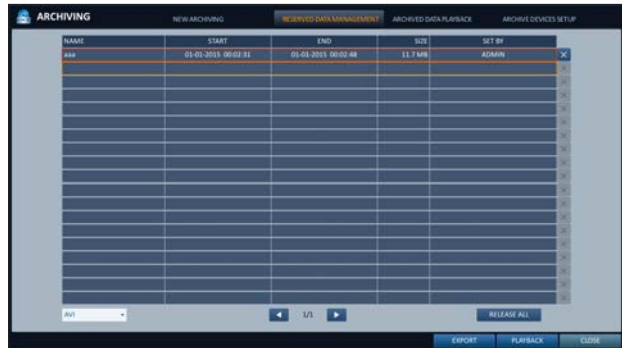 ARCHIVING NEW ARCHIVING RESERVED DATA MANAGEMENT ARCHIVED DATA PLAYBACK ARCHIVE DEVICES SETUP
NAME START END SIZE SET BY
aaa 01-01-2015 00:02:31 01-01-2015 00:02:48 11.7 MB ADMIN
AVI 1/1 RELEASE ALL
EXPORT PLAYBACK CLOSE